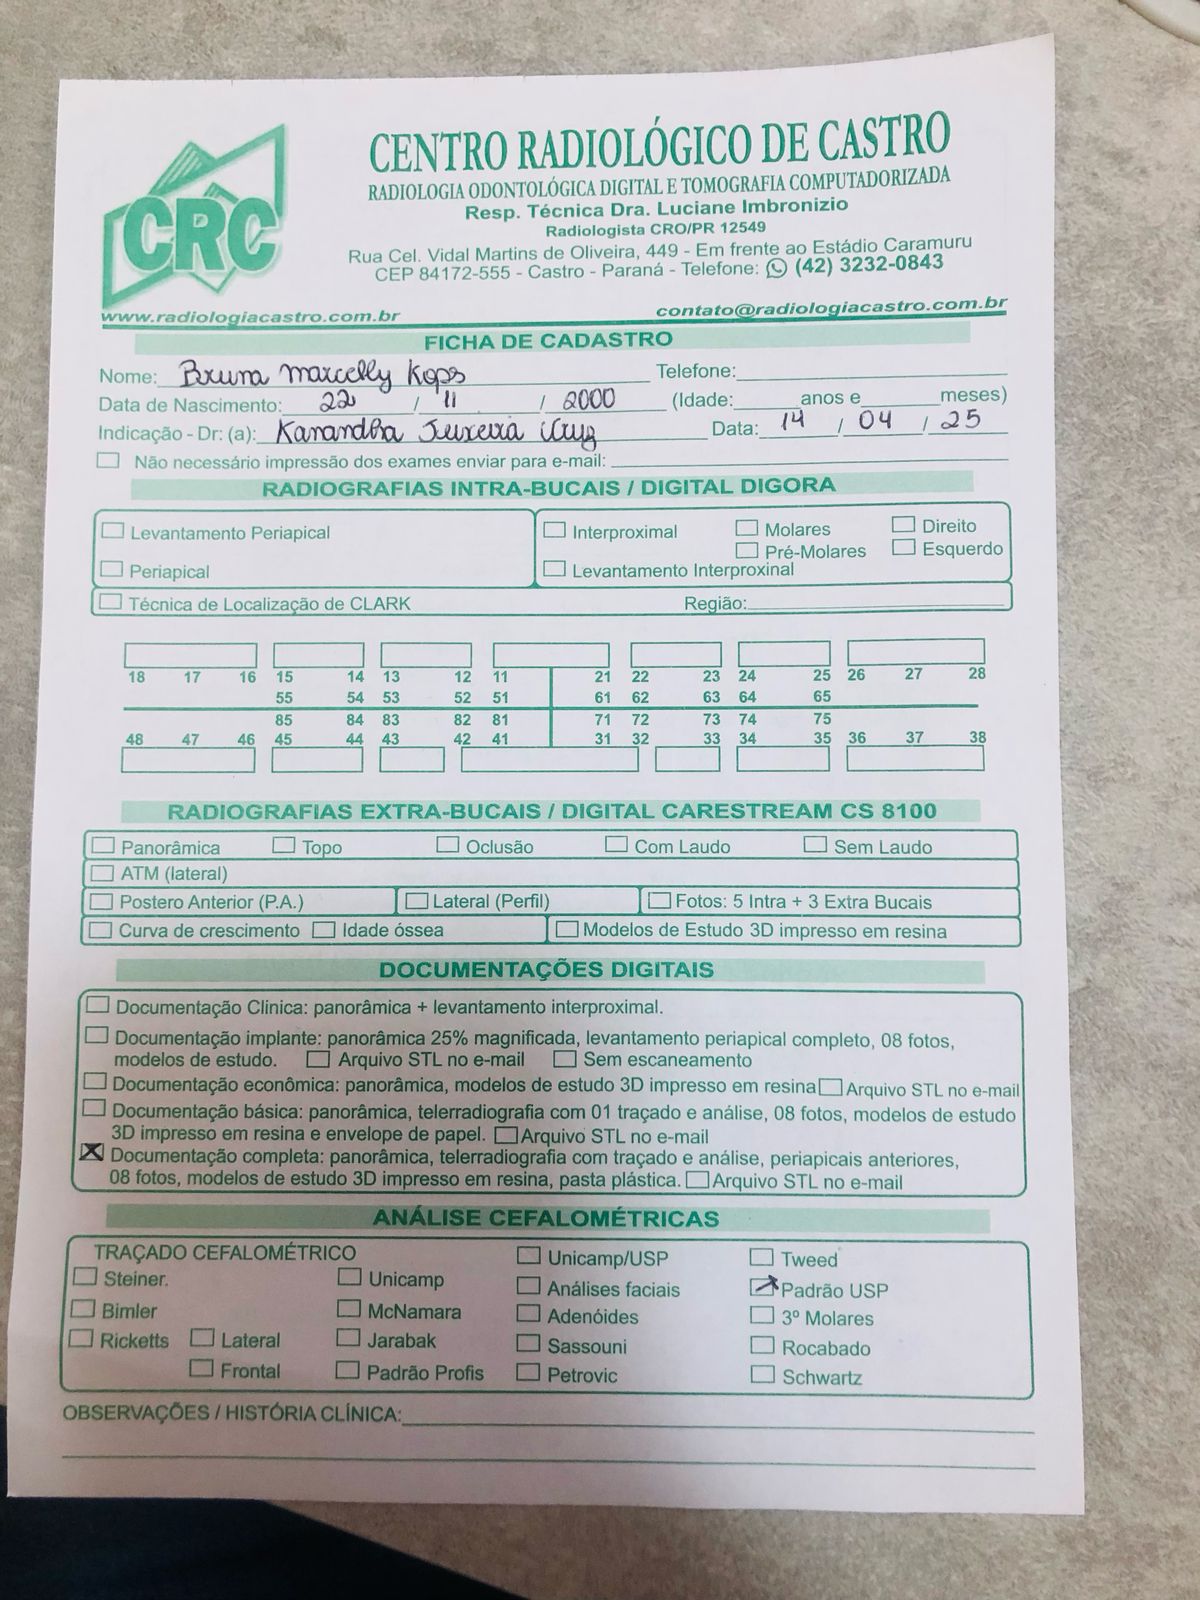 CRC
CENTRO RADIOLÓGICO DE CASTRO
RADIOLOGIA ODONTOLÓGICA DIGITAL E TOMOGRAFIA COMPUTADORIZADA
Resp. Técnica Dra. Luciane Imbronizio
Radiologista CRO/PR 12549
Rua Cel. Vidal Martins de Oliveira, 449 - Em frente ao Estádio Caramuru
CEP 84172-555 - Castro - Paraná - Telefone: (42) 3232-0843
www.radiologiacastro.com.br contato@radiologiacastro.com.br
FICHA DE CADASTRO
Nome: Bruna Marcelly Kops Telefone:
Data de Nascimento: 22 / 11 / 2000 (Idade: anos e meses)
Indicação - Dr: (a): Kanandha Teixeira Cruz Data: 14 / 04 / 25
Não necessário impressão dos exames enviar para e-mail:
RADIOGRAFIAS INTRA-BUCAIS / DIGITAL DIGORA
Levantamento Periapical Interproximal Molares Direito
Pré-Molares Esquerdo
Periapical Levantamento Interproxinal
Técnica de Localização de CLARK Região:
18 17 16 15 14 13 12 11 21 22 23 24 25 26 27 28
55 54 53 52 51 61 62 63 64 65
85 84 83 82 81 71 72 73 74 75
48 47 46 45 44 43 42 41 31 32 33 34 35 36 37 38
RADIOGRAFIAS EXTRA-BUCAIS / DIGITAL CARESTREAM CS 8100
Panorâmica Topo Oclusão Com Laudo Sem Laudo
ATM (lateral)
Postero Anterior (P.A.) Lateral (Perfil) Fotos: 5 Intra + 3 Extra Bucais
Curva de crescimento Idade óssea Modelos de Estudo 3D impresso em resina
DOCUMENTAÇÕES DIGITAIS
Documentação Clínica: panorâmica + levantamento interproximal.
Documentação implante: panorâmica 25% magnificada, levantamento periapical completo, 08 fotos,
modelos de estudo. Arquivo STL no e-mail Sem escaneamento
Documentação econômica: panorâmica, modelos de estudo 3D impresso em resina Arquivo STL no e-mail
Documentação básica: panorâmica, telerradiografia com 01 traçado e análise, 08 fotos, modelos de estudo
3D impresso em resina e envelope de papel. Arquivo STL no e-mail
X Documentação completa: panorâmica, telerradiografia com traçado e análise, periapicais anteriores,
08 fotos, modelos de estudo 3D impresso em resina, pasta plástica. Arquivo STL no e-mail
ANÁLISE CEFALOMÉTRICAS
TRAÇADO CEFALOMÉTRICO Unicamp/USP Tweed
Steiner. Unicamp Análises faciais Padrão USP
Bimler McNamara Adenóides 3º Molares
Ricketts Lateral Jarabak Sassouni Rocabado
Frontal Padrão Profis Petrovic Schwartz
OBSERVAÇÕES / HISTÓRIA CLÍNICA: